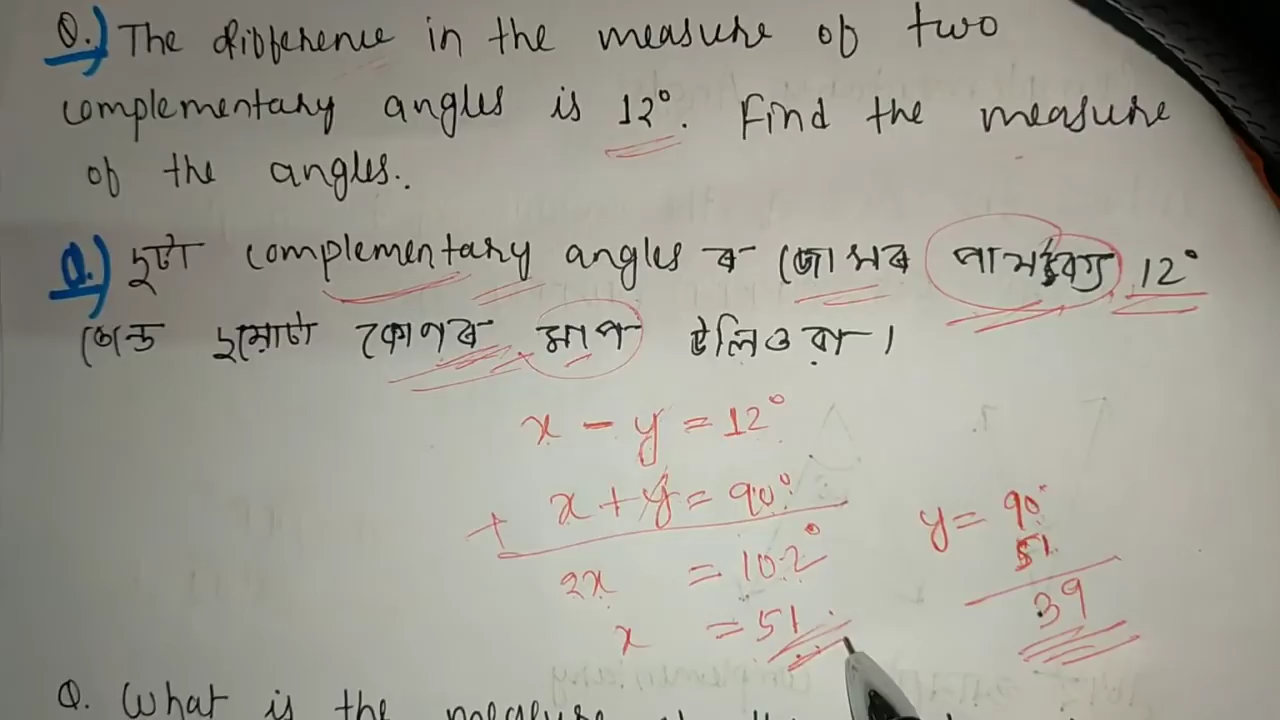 Q.) The difference in the measure of two
complementary angles is 12°. Find the measure
of the angles.
Q.) দুটা complementary angles ৰ জোখৰ পাৰ্থক্য 12°
কোণৰ মাপ উলিওৱা।
x - y = 12°
+ x + y = 90°
2x = 102°
x = 51
y = 90°
51
39
Q. What is the measure